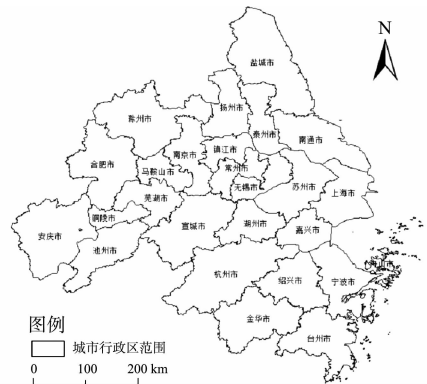 N
盐城市
扬州市
滁州市
泰州市
南通市
南京市
镇江市
合肥市
马鞍山市
常州市
无锡市
苏州市
上海市
芜湖市
铜陵市
宣城市
湖州市
嘉兴市
安庆市
池州市
杭州市
绍兴市
宁波市
舟山市
金华市
台州市
图例
城市行政区范围
0 100 200 km